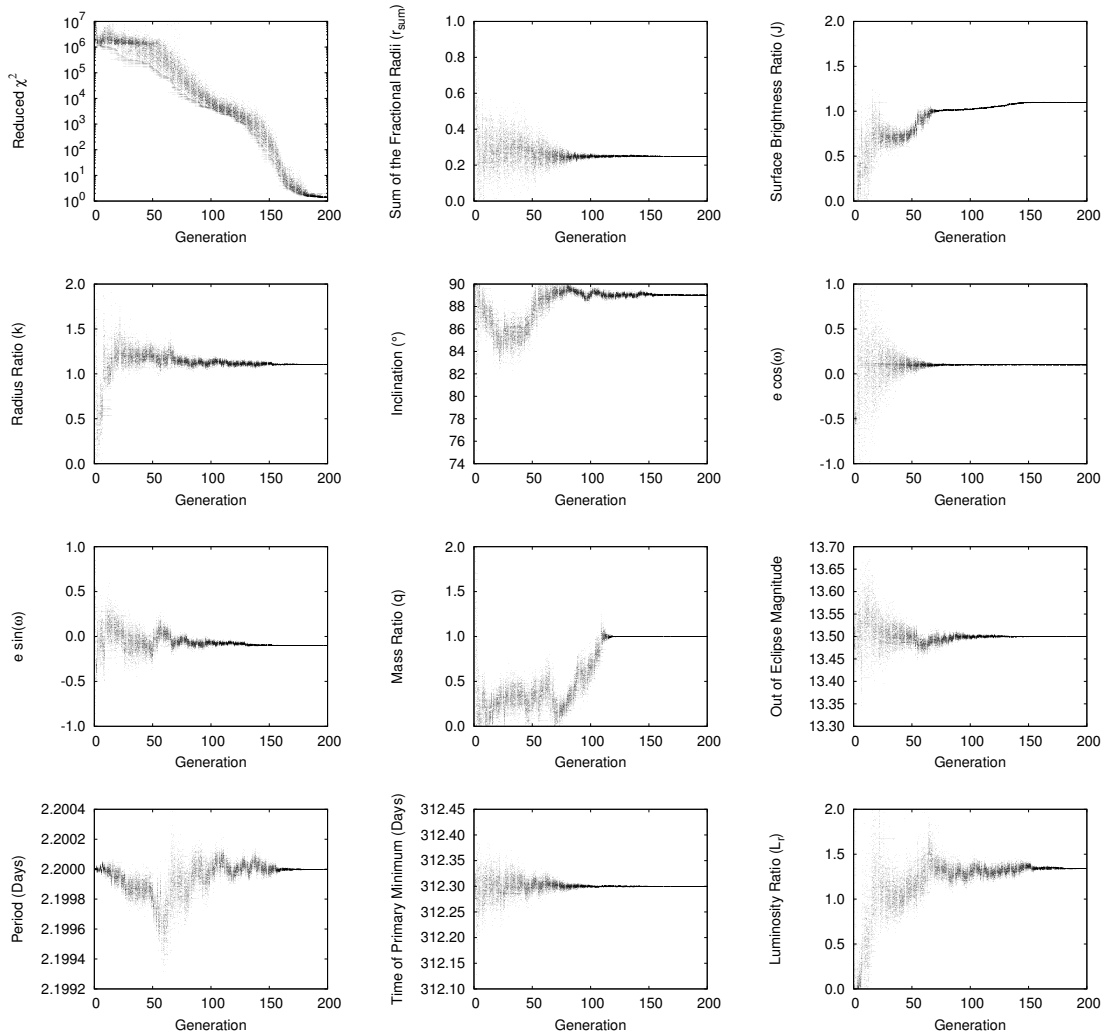 10^7
10^6
10^5
10^4
10^3
10^2
10^1
10^0
Reduced χ^2
0 50 100 150 200
Generation
1.0
0.8
0.6
0.4
0.2
0.0
Sum of the Fractional Radii (r_sum)
0 50 100 150 200
Generation
2.0
1.5
1.0
0.5
0.0
Surface Brightness Ratio (J)
0 50 100 150 200
Generation
2.0
1.5
1.0
0.5
0.0
Radius Ratio (k)
0 50 100 150 200
Generation
90
88
86
84
82
80
78
76
74
Inclination (°)
0 50 100 150 200
Generation
1.0
0.5
0.0
-0.5
-1.0
e cos(ω)
0 50 100 150 200
Generation
1.0
0.5
0.0
-0.5
-1.0
e sin(ω)
0 50 100 150 200
Generation
2.0
1.5
1.0
0.5
0.0
Mass Ratio (q)
0 50 100 150 200
Generation
13.70
13.65
13.60
13.55
13.50
13.45
13.40
13.35
13.30
Out of Eclipse Magnitude
0 50 100 150 200
Generation
2.2004
2.2002
2.2000
2.1998
2.1996
2.1994
2.1992
Period (Days)
0 50 100 150 200
Generation
312.45
312.40
312.35
312.30
312.25
312.20
312.15
312.10
Time of Primary Minimum (Days)
0 50 100 150 200
Generation
2.0
1.5
1.0
0.5
0.0
Luminosity Ratio (L_r)
0 50 100 150 200
Generation